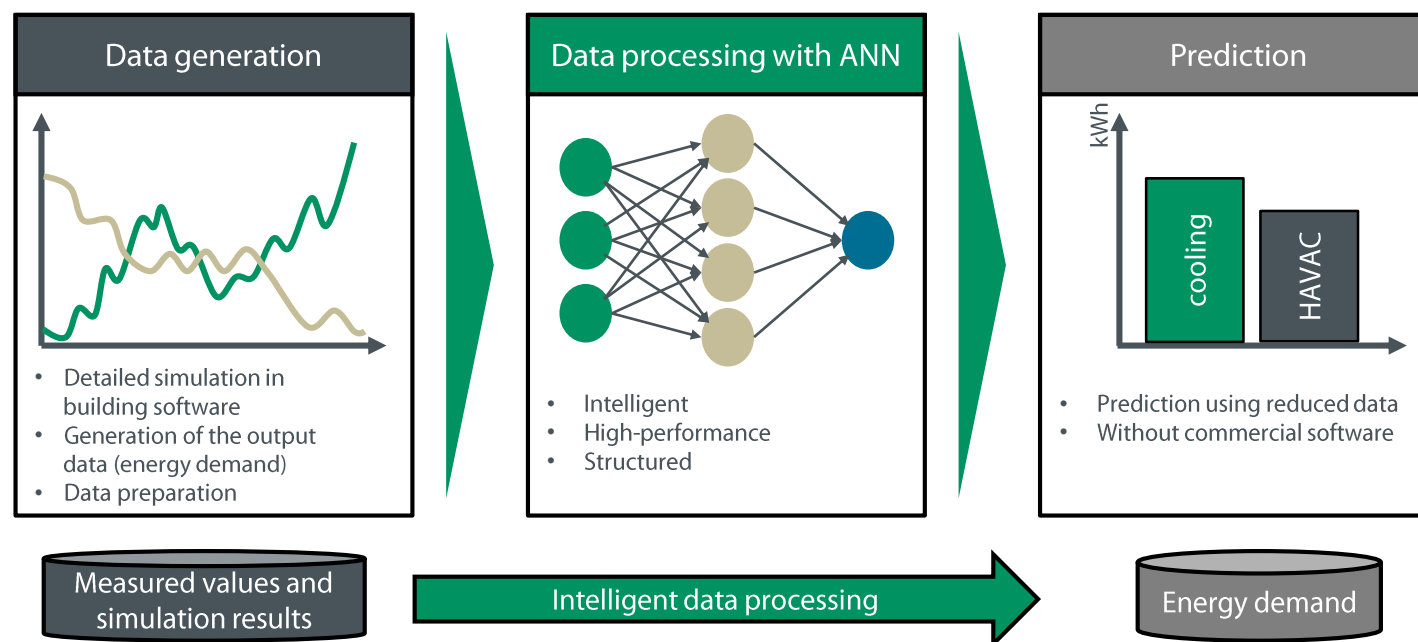 Data generation
• Detailed simulation in
building software
• Generation of the output
data (energy demand)
• Data preparation
Data processing with ANN
• Intelligent
• High-performance
• Structured
Prediction
kWh
cooling
HAVAC
• Prediction using reduced data
• Without commercial software
Measured values and
simulation results
Intelligent data processing
Energy demand